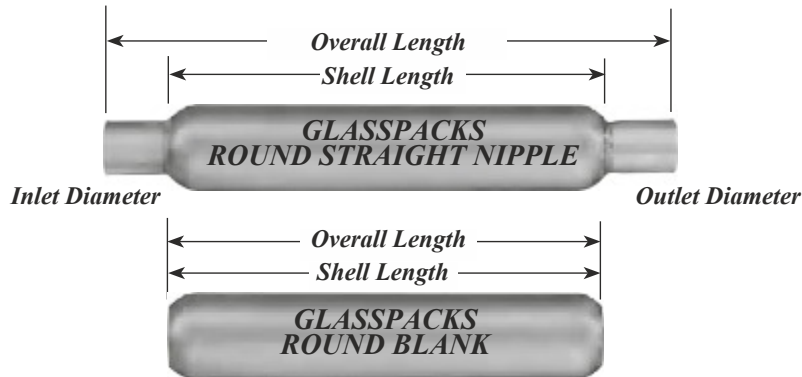 Overall Length
Shell Length
GLASSPACKS
ROUND STRAIGHT NIPPLE
Inlet Diameter
Outlet Diameter
Overall Length
Shell Length
GLASSPACKS
ROUND BLANK